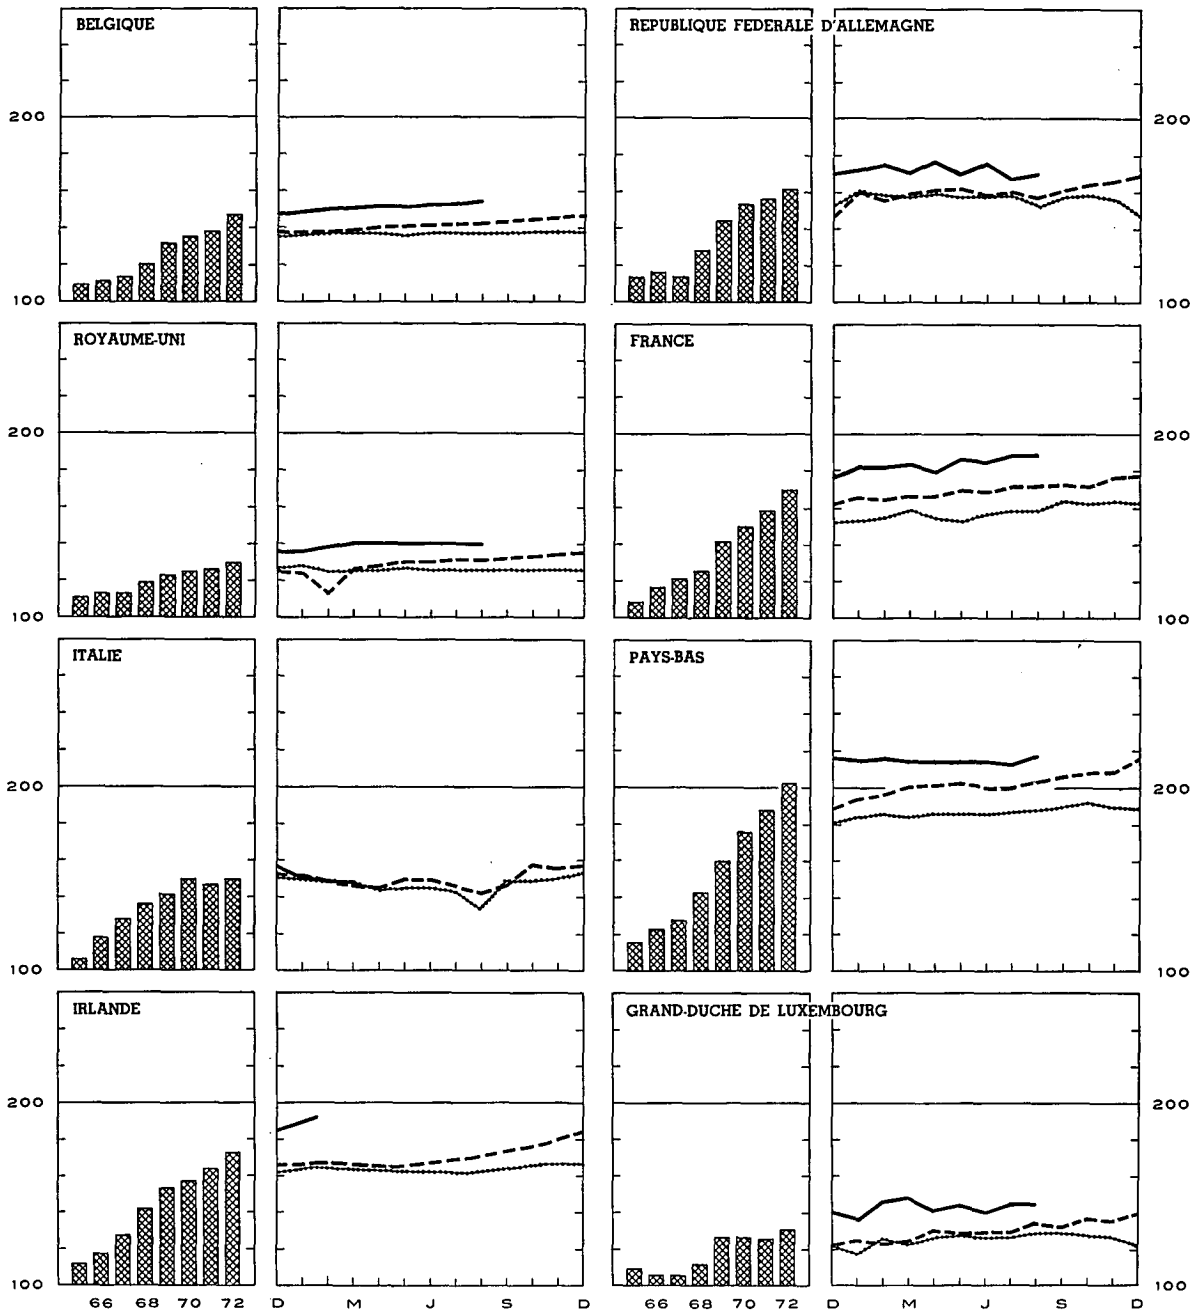 BELGIQUE
REPUBLIQUE FEDERALE D'ALLEMAGNE
200
200
100
100
ROYAUME-UNI
FRANCE
200
200
100
100
ITALIE
PAYS-BAS
200
200
100
100
IRLANDE
GRAND-DUCHE DE LUXEMBOURG
200
200
100
100
66 68 70 72 D M J S D 66 68 70 72 D M J S D